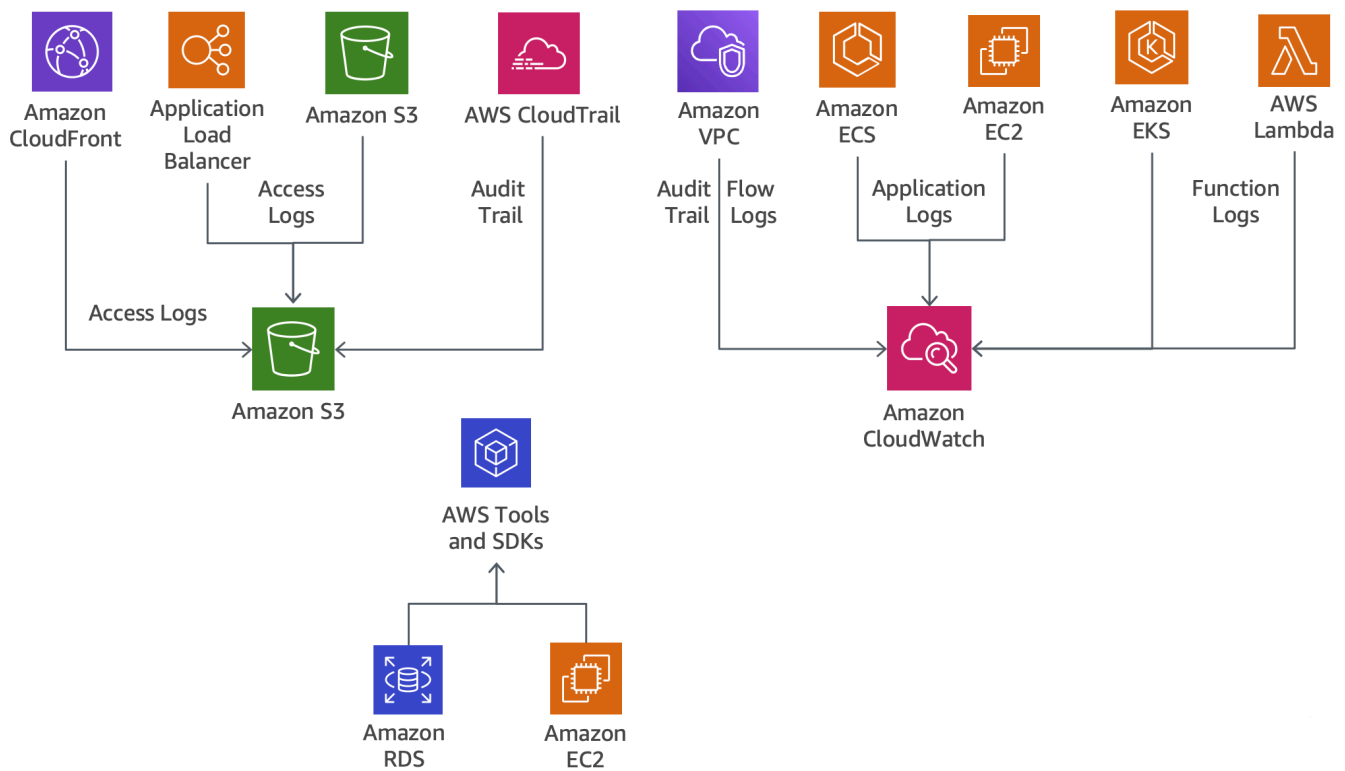 Amazon
CloudFront
Application
Load
Balancer
Amazon S3
AWS CloudTrail
Amazon
VPC
Amazon
ECS
Amazon
EC2
K
Amazon
EKS
AWS
Lambda
Access
Logs
Audit
Trail
Audit
Trail
Flow
Logs
Application
Logs
Function
Logs
Access Logs
Amazon S3
Amazon
CloudWatch
AWS Tools
and SDKs
Amazon
RDS
Amazon
EC2